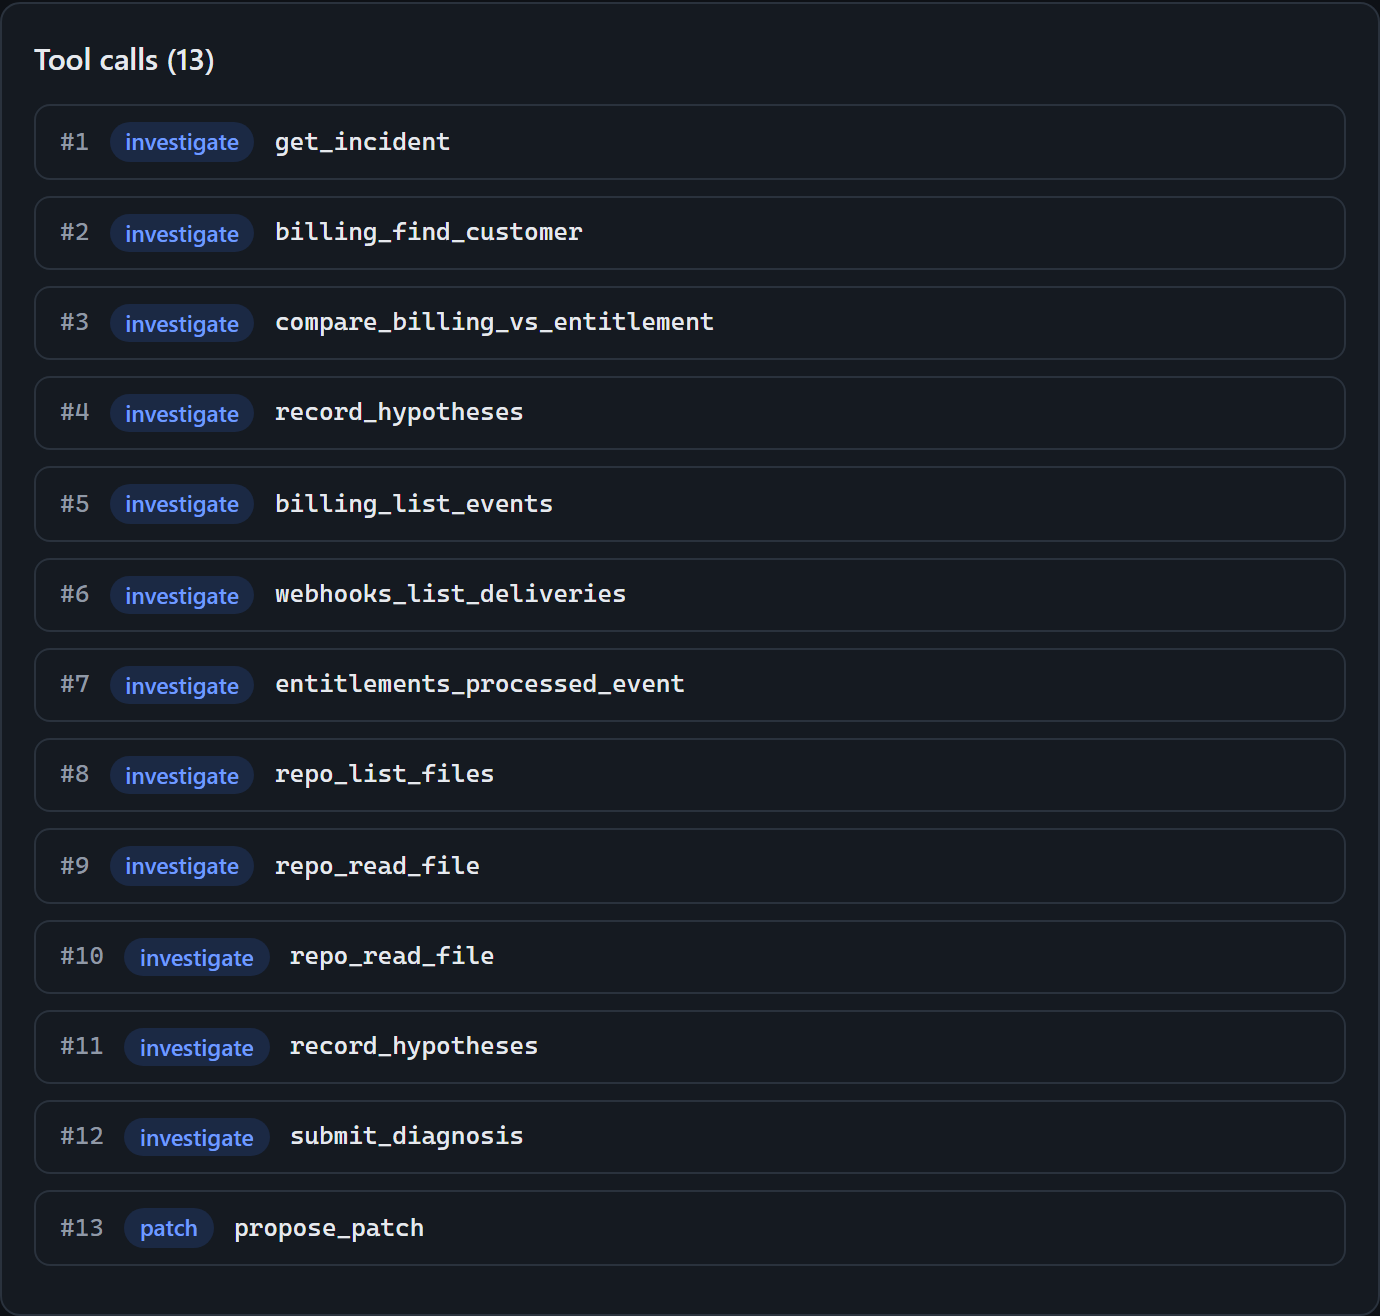 Tool calls (13)
#1 investigate get_incident
#2 investigate billing_find_customer
#3 investigate compare_billing_vs_entitlement
#4 investigate record_hypotheses
#5 investigate billing_list_events
#6 investigate webhooks_list_deliveries
#7 investigate entitlements_processed_event
#8 investigate repo_list_files
#9 investigate repo_read_file
#10 investigate repo_read_file
#11 investigate record_hypotheses
#12 investigate submit_diagnosis
#13 patch propose_patch